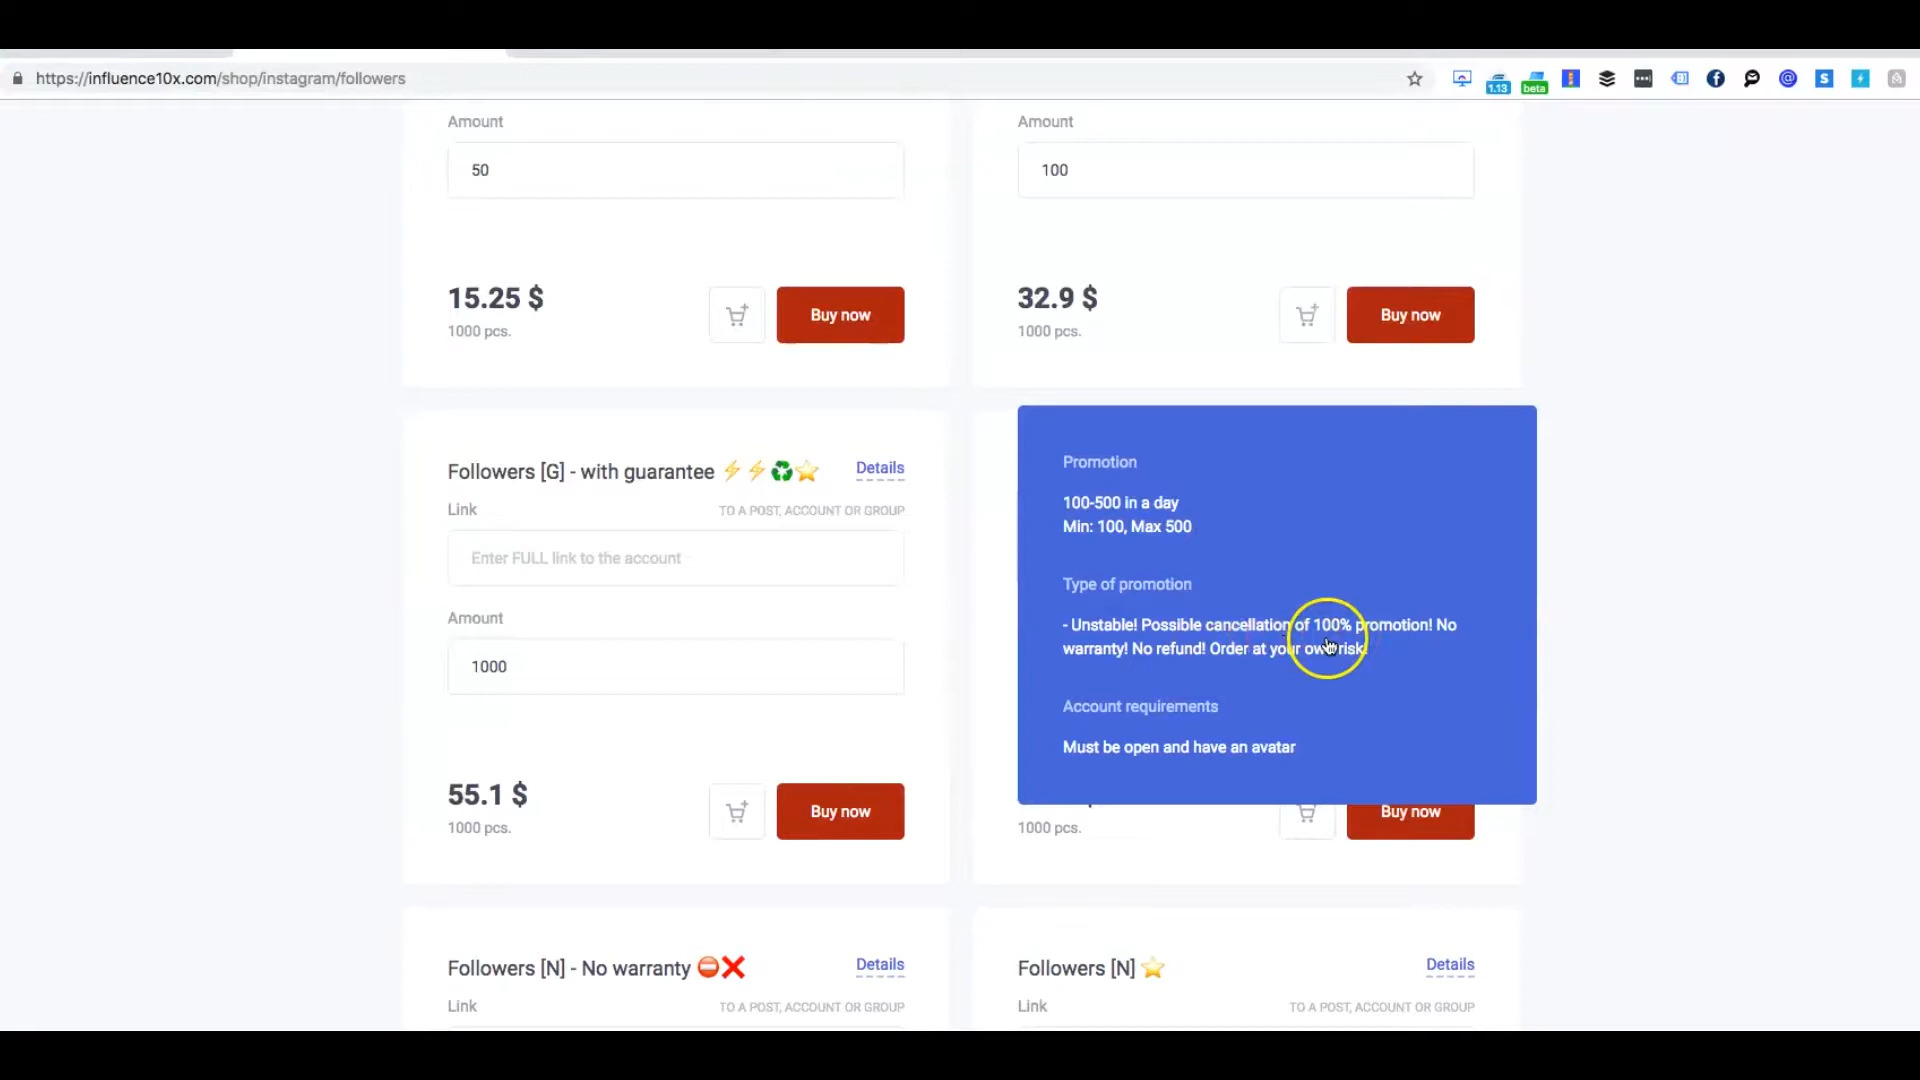 https://influence10x.com/shop/instagram/followers
1.13
beta
S
Amount
Amount
50
100
15.25 $
1000 pcs.
Buy now
32.9 $
1000 pcs.
Buy now
Followers [G] - with guarantee ⚡⚡♻️⭐
Details
Link
TO A POST, ACCOUNT OR GROUP
Enter FULL link to the account
Amount
1000
55.1 $
1000 pcs.
Buy now
Promotion
100-500 in a day
Min: 100, Max 500
Type of promotion
- Unstable! Possible cancellation of 100% promotion! No
warranty! No refund! Order at your own risk!
Account requirements
Must be open and have an avatar
1000 pcs.
Buy now
Followers [N] - No warranty ⛔❌
Details
Link
TO A POST, ACCOUNT OR GROUP
Followers [N] ⭐
Details
Link
TO A POST, ACCOUNT OR GROUP